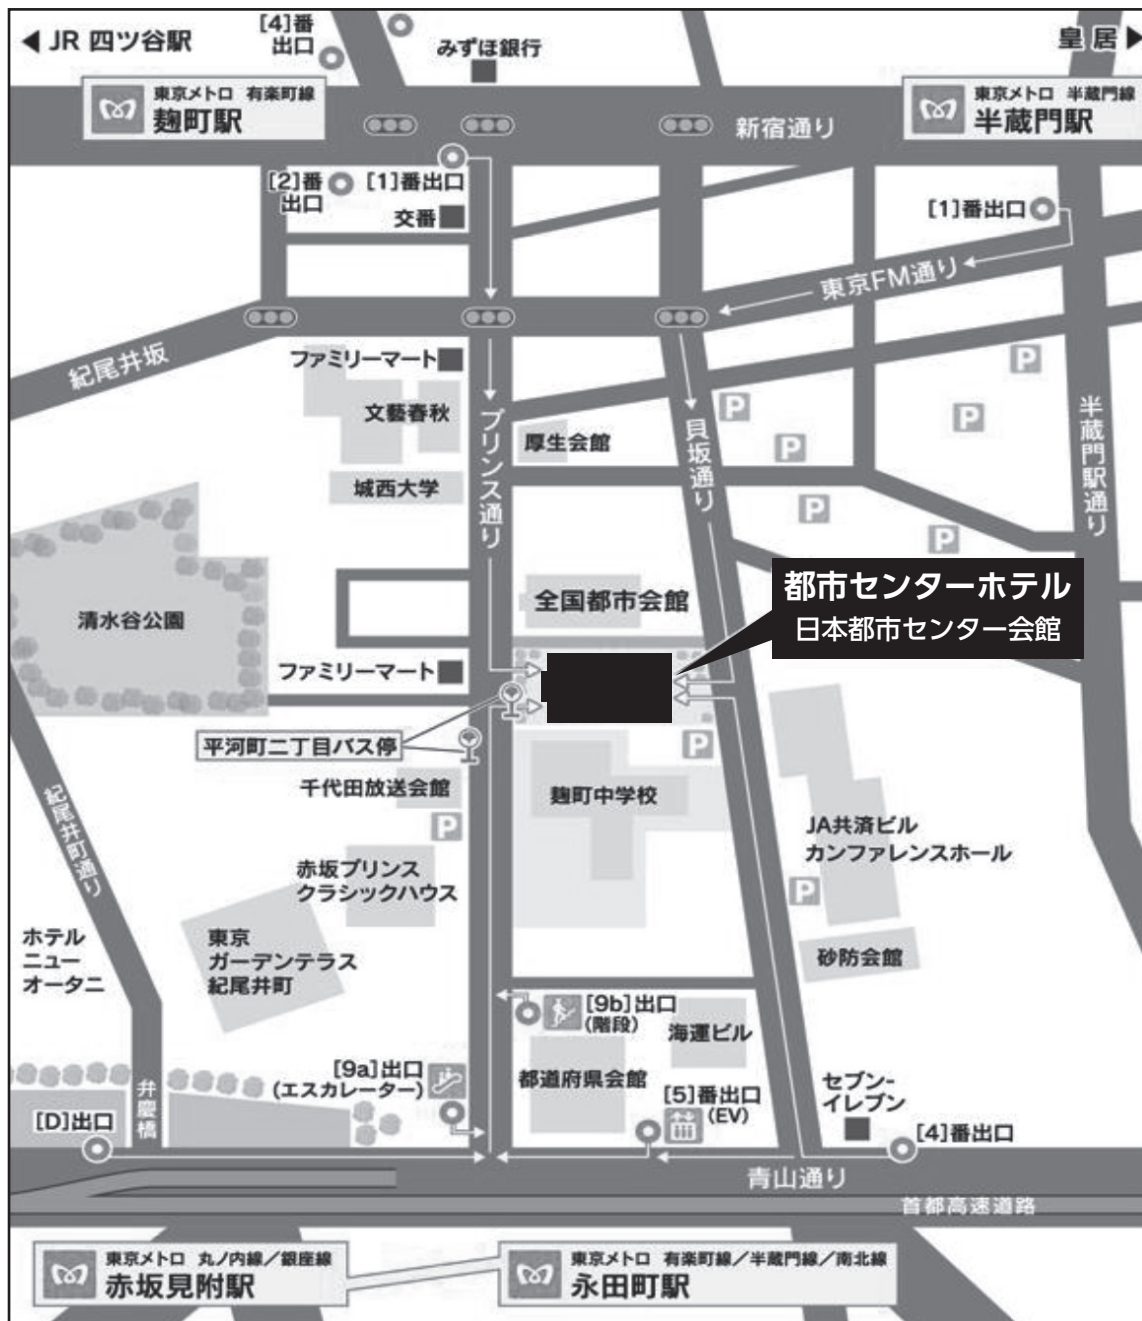 JR 四ツ谷駅
[4]番
出口
みずほ銀行
皇居
東京メトロ 有楽町線
麹町駅
東京メトロ 半蔵門線
半蔵門駅
新宿通り
[2]番
出口
[1]番出口
交番
[1]番出口
東京FM通り
紀尾井坂
ファミリーマート
文藝春秋
城西大学
プリンス通り
厚生会館
貝坂通り
P
P
P
P
P
P
半蔵門駅通り
清水谷公園
全国都市会館
都市センターホテル
日本都市センター会館
ファミリーマート
平河町二丁目バス停
P
千代田放送会館
P
麹町中学校
紀尾井町通り
赤坂プリンス
クラシックハウス
JA共済ビル
カンファレンスホール
P
ホテル
ニュー
オータニ
東京
ガーデンテラス
紀尾井町
砂防会館
[9b]出口
(階段)
海運ビル
[9a]出口
(エスカレーター)
都道府県会館
[5]番出口
(EV)
セブン-
イレブン
弁慶橋
[D]出口
[4]番出口
青山通り
首都高速道路
東京メトロ 丸ノ内線/銀座線
赤坂見附駅
東京メトロ 有楽町線/半蔵門線/南北線
永田町駅